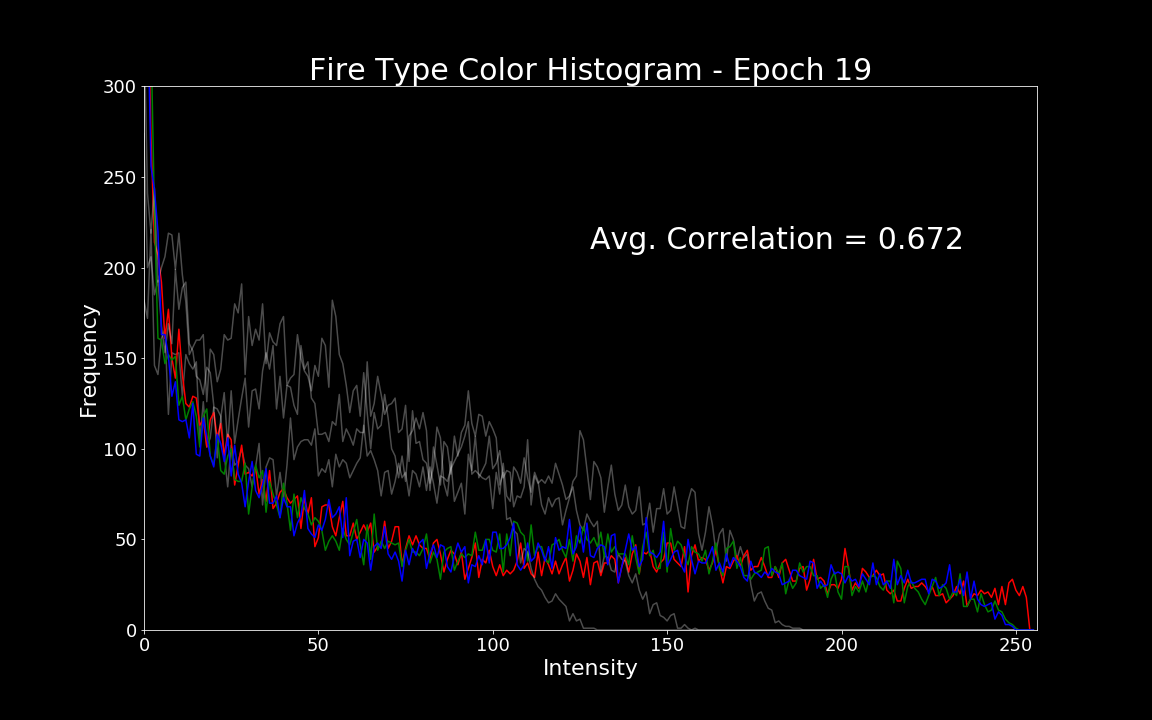 Fire Type Color Histogram - Epoch 19
300
250
200
150
100
50
0
Frequency
Avg. Correlation = 0.672
0 50 100 150 200 250
Intensity